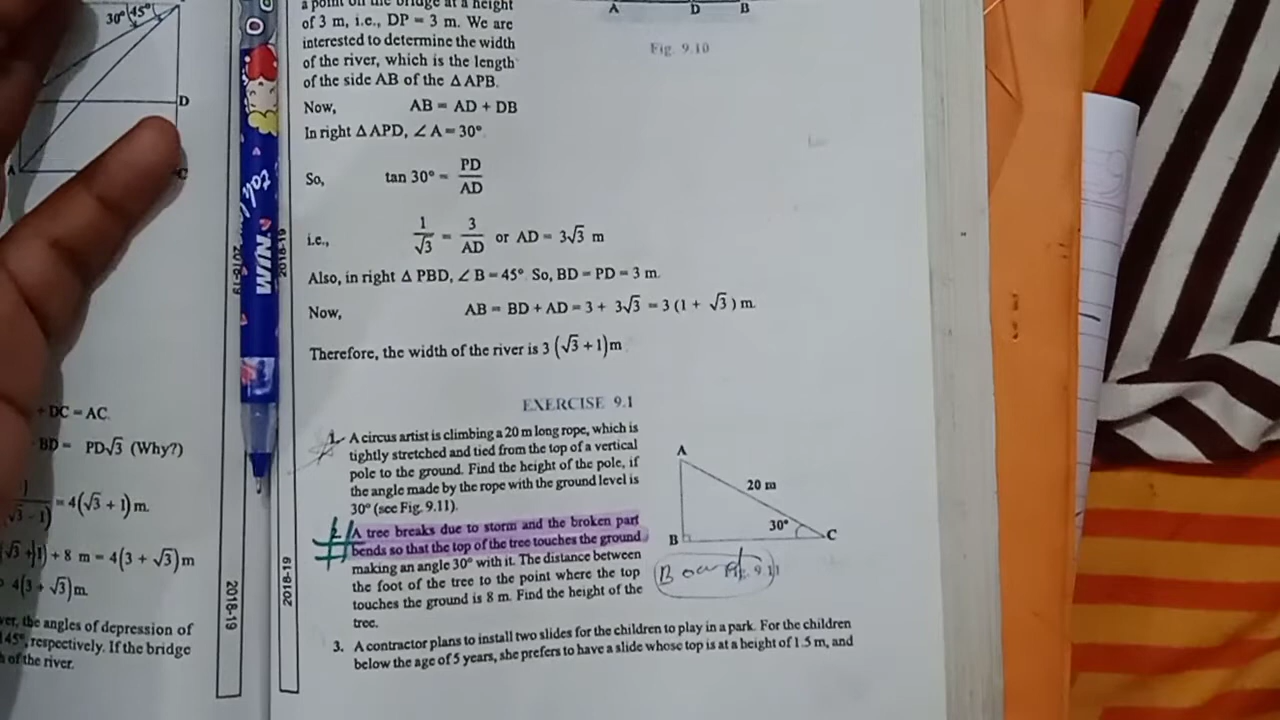 30° 45°
D
A
C
+ DC = AC.
BD = PD√3 (Why?)
= 4(√3 + 1) m.
+ 8 m = 4(3 + √3) m
4(3 + √3) m.
the angles of depression of
45°, respectively. If the bridge
of the river.
2018-19
2018-19
2018-19
2018-19
a point on the bridge at a height
of 3 m, i.e., DP = 3 m. We are
interested to determine the width
of the river, which is the length
of the side AB of the Δ APB.
Now, AB = AD + DB
In right Δ APD, ∠ A = 30°.
So, tan 30° = PD/AD
i.e., 1/√3 = 3/AD or AD = 3√3 m
Also, in right Δ PBD, ∠ B = 45°. So, BD = PD = 3 m.
Now, AB = BD + AD = 3 + 3√3 = 3 (1 + √3) m.
Therefore, the width of the river is 3 (√3 + 1) m
A D B
Fig. 9.10
EXERCISE 9.1
1. A circus artist is climbing a 20 m long rope, which is
tightly stretched and tied from the top of a vertical
pole to the ground. Find the height of the pole, if
the angle made by the rope with the ground level is
30° (see Fig. 9.11).
A tree breaks due to storm and the broken part
bends so that the top of the tree touches the ground
making an angle 30° with it. The distance between
the foot of the tree to the point where the top
touches the ground is 8 m. Find the height of the
tree.
A
20 m
30°
B C
Board
Fig. 9.11
3. A contractor plans to install two slides for the children to play in a park. For the children
below the age of 5 years, she prefers to have a slide whose top is at a height of 1.5 m, and